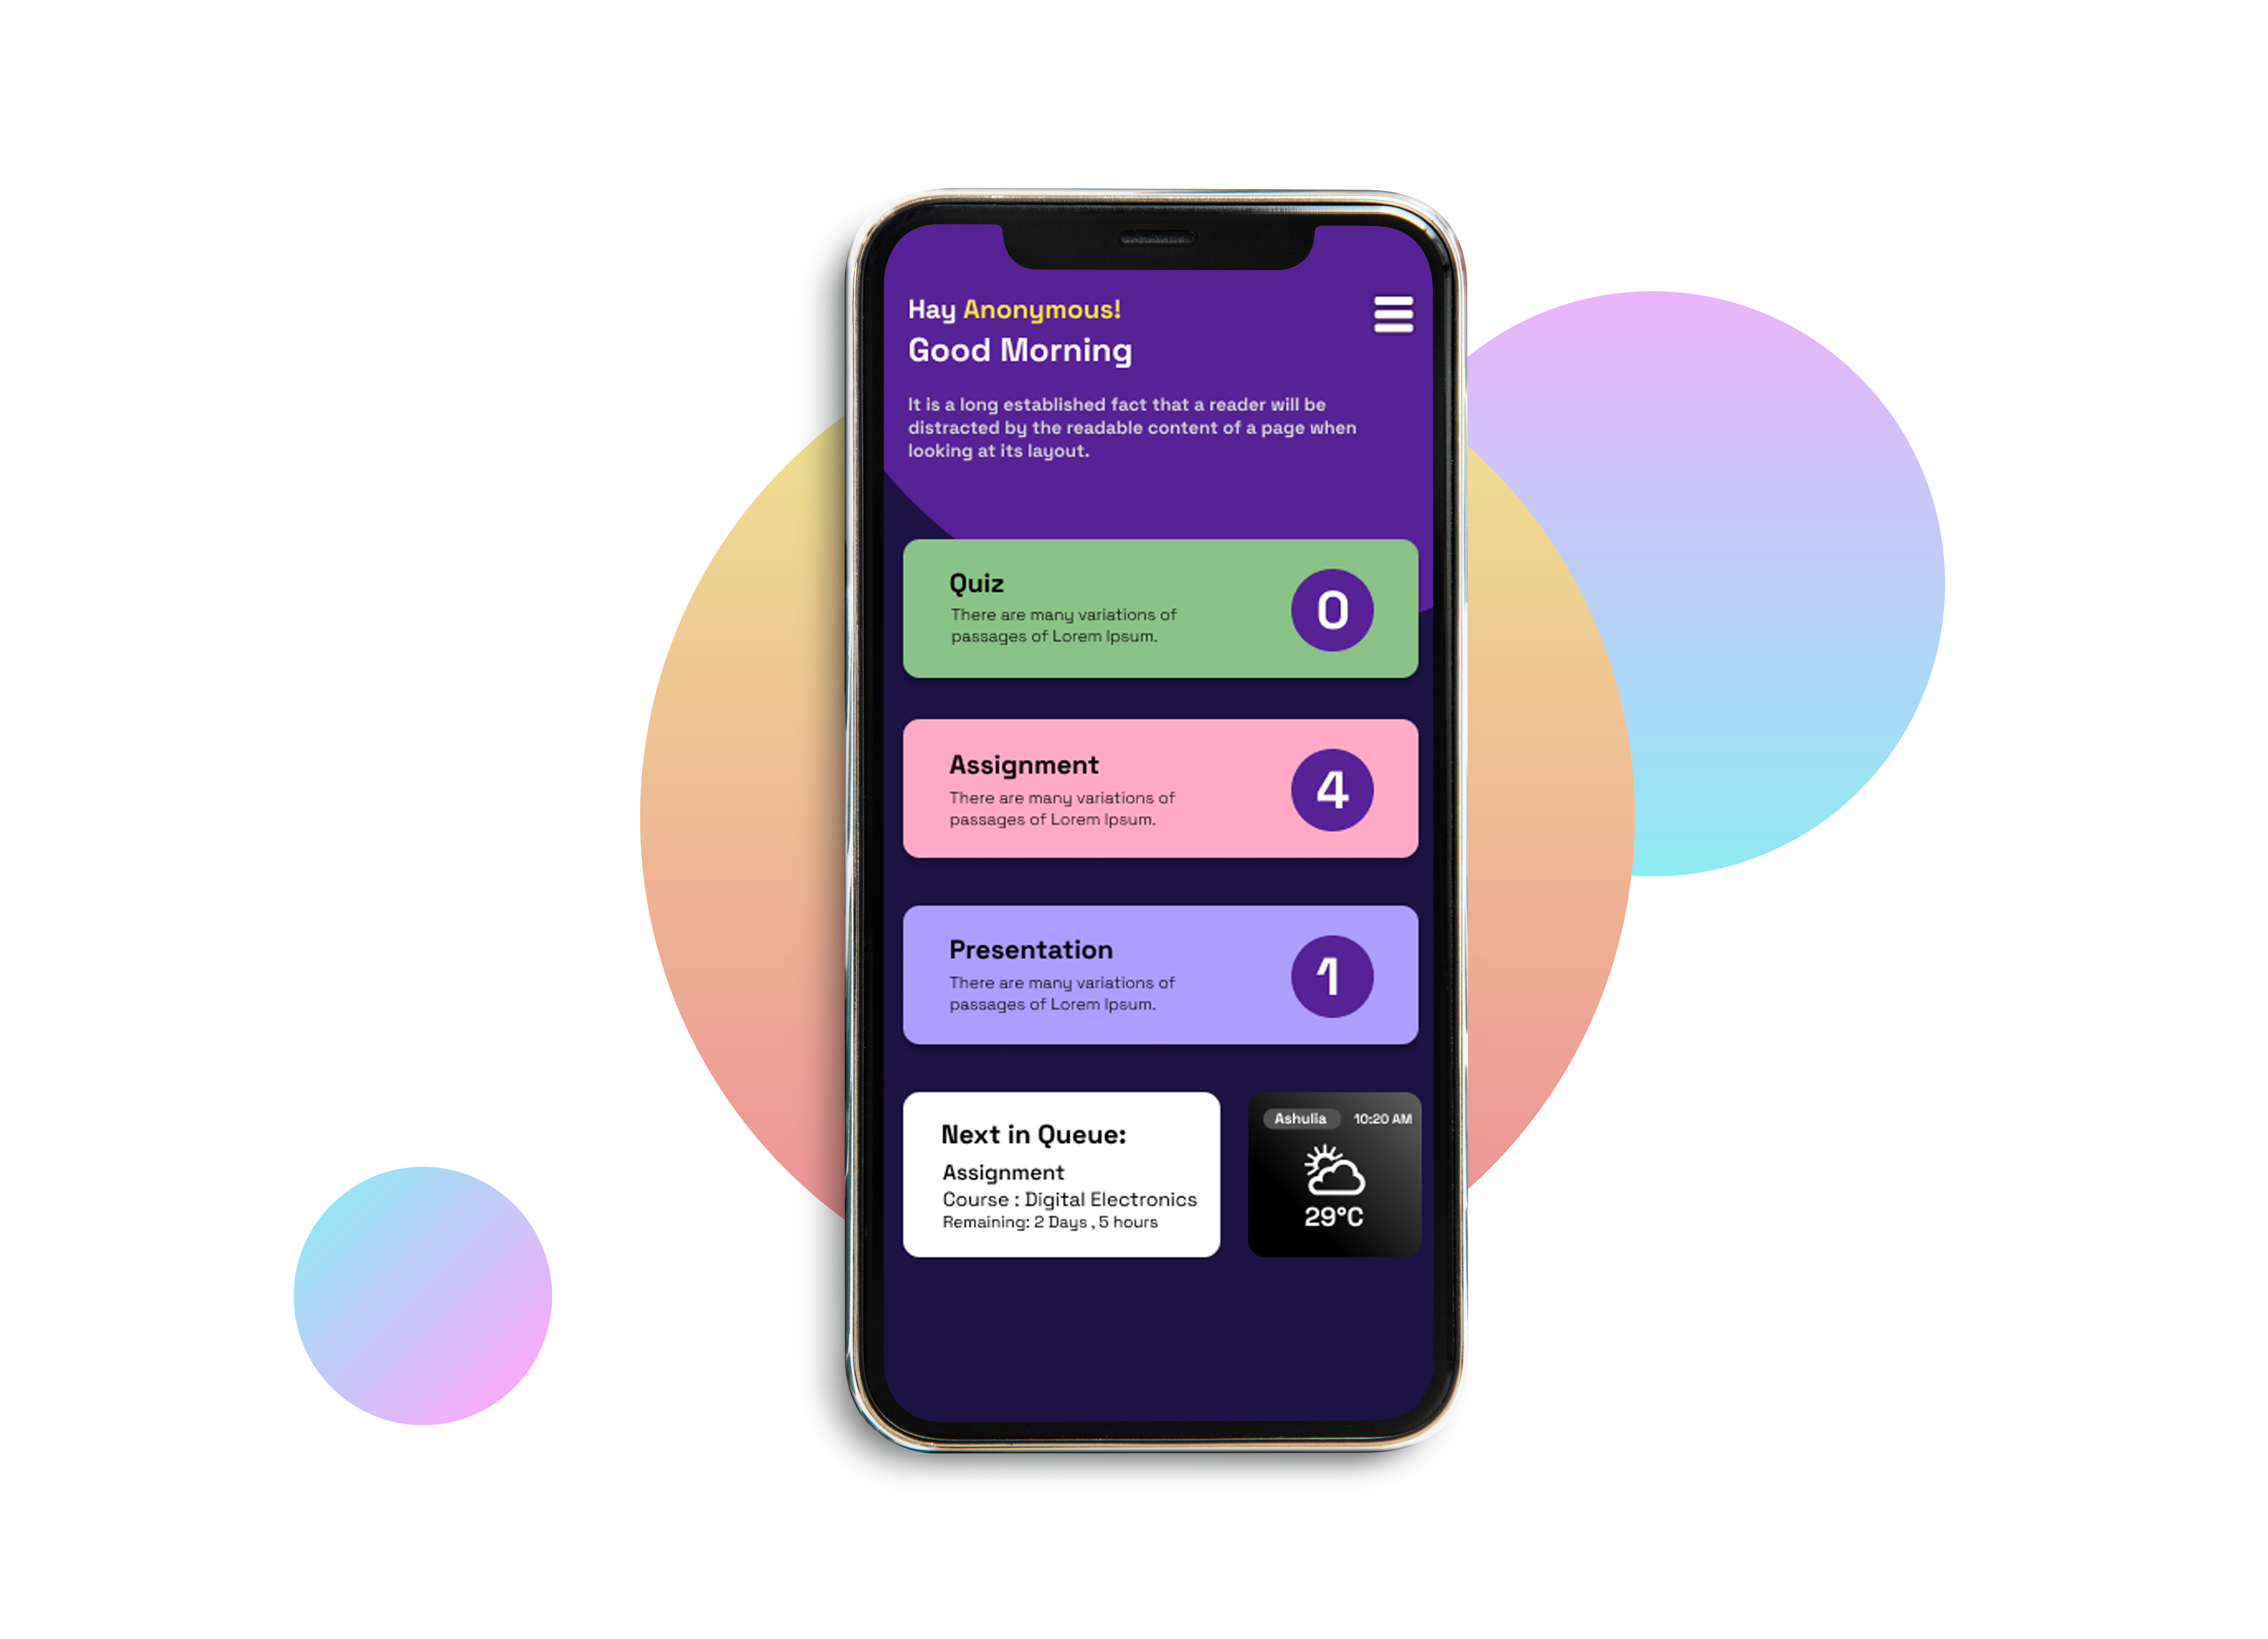 Hay Anonymous!
Good Morning
It is a long established fact that a reader will be
distracted by the readable content of a page when
looking at its layout.
Quiz
There are many variations of
passages of Lorem Ipsum.
0
Assignment
There are many variations of
passages of Lorem Ipsum.
4
Presentation
There are many variations of
passages of Lorem Ipsum.
1
Next in Queue:
Assignment
Course : Digital Electronics
Remaining: 2 Days , 5 hours
Ashulia 10:20 AM
29°C